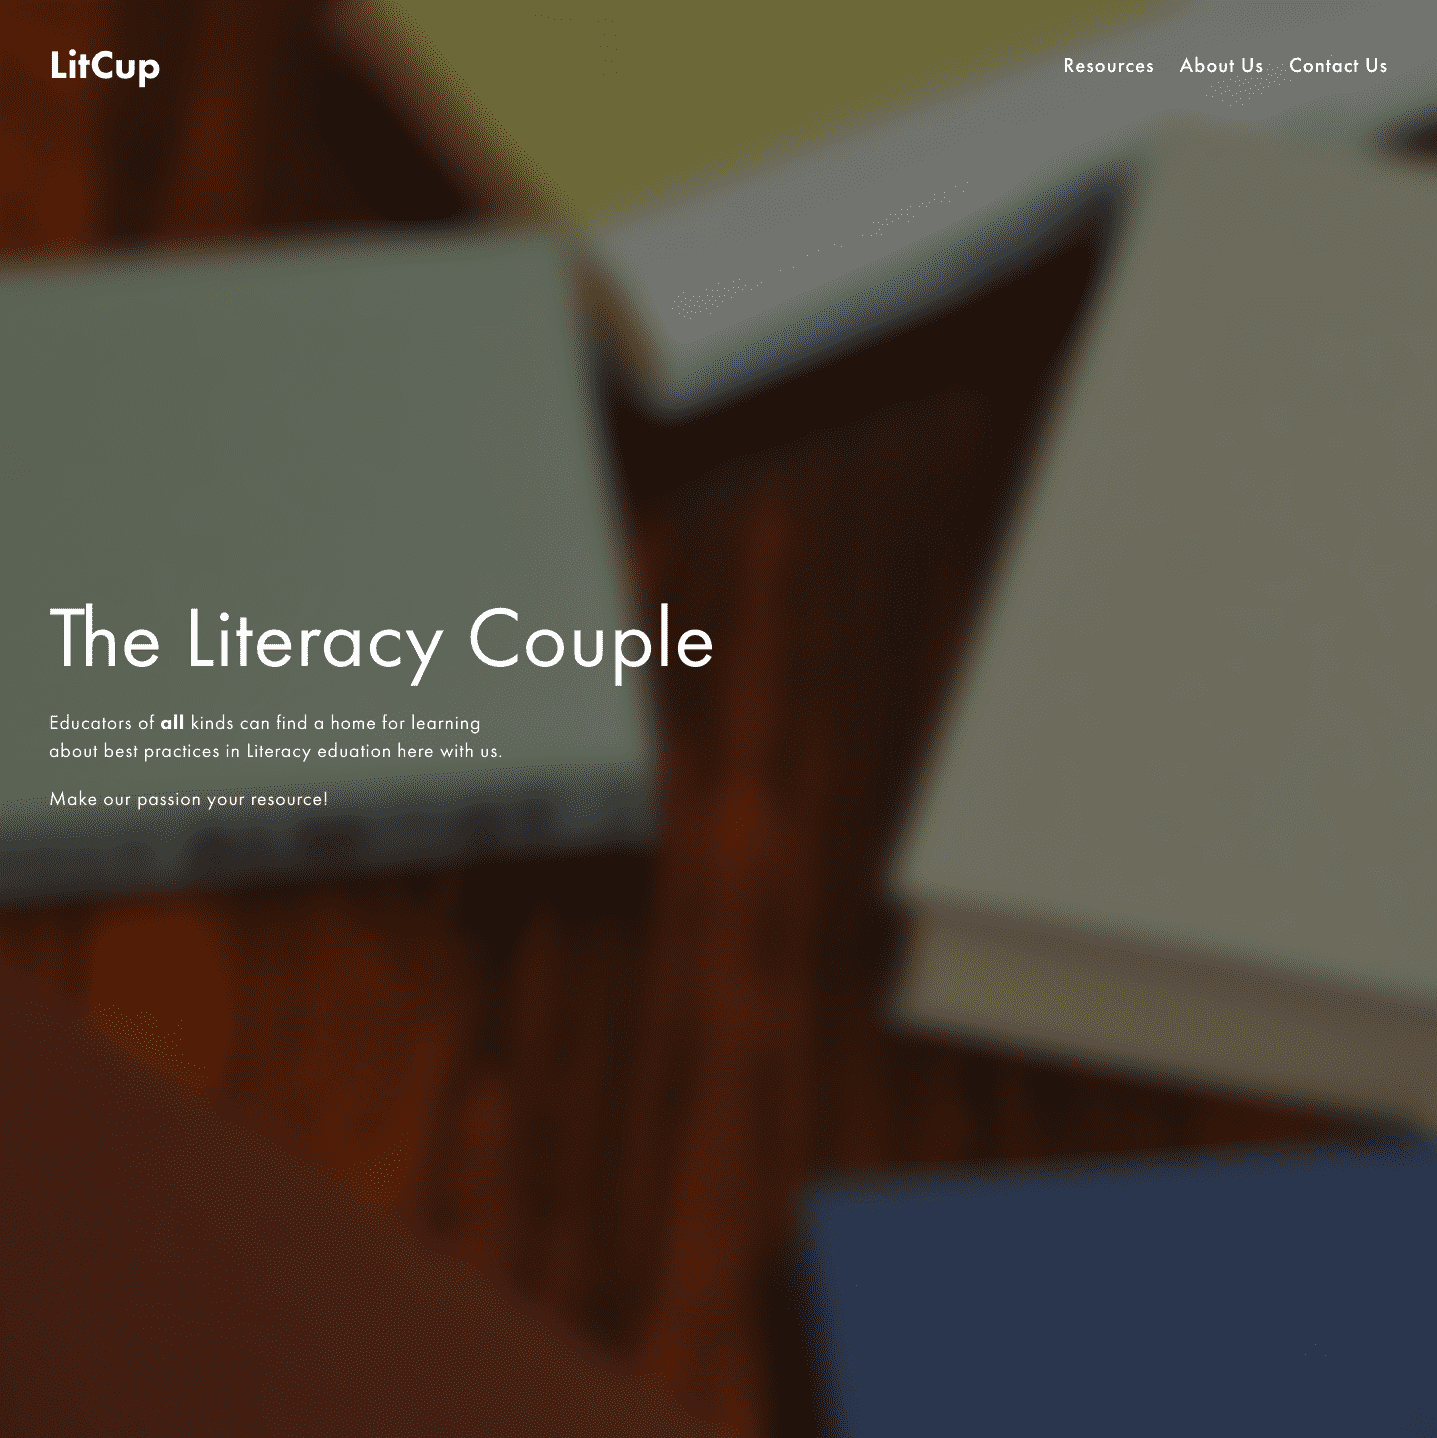 LitCup
Resources About Us Contact Us
The Literacy Couple
Educators of all kinds can find a home for learning
about best practices in Literacy eduation here with us.
Make our passion your resource!